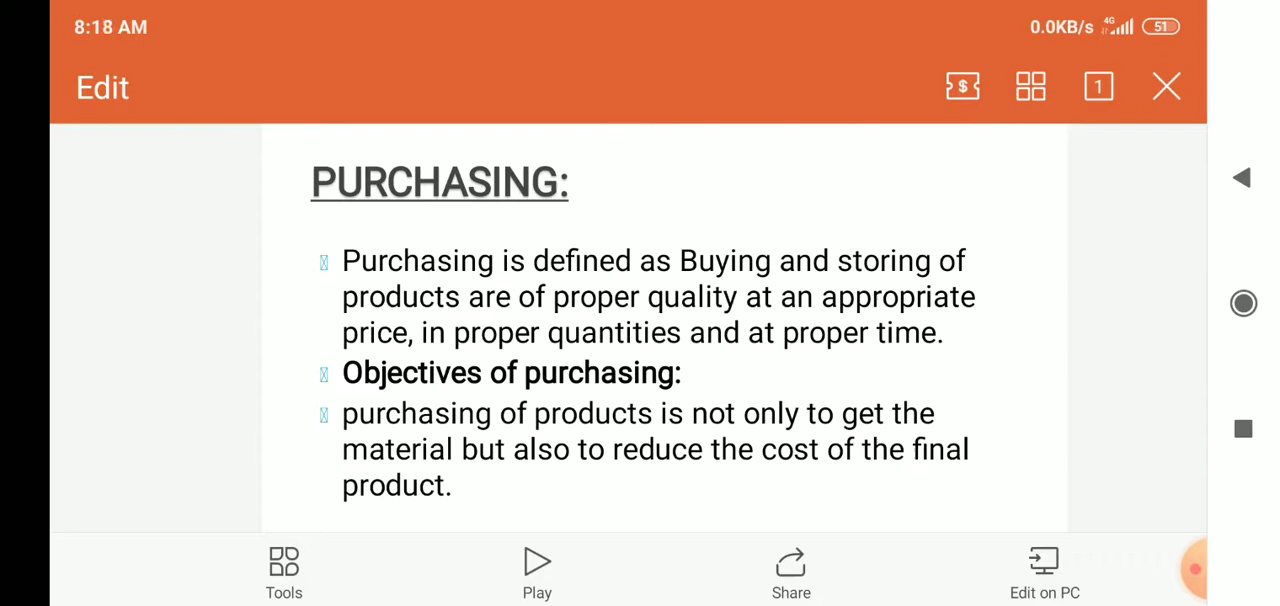 8:18 AM
0.0KB/s 4G 51
Edit
$
1
PURCHASING:
Purchasing is defined as Buying and storing of
products are of proper quality at an appropriate
price, in proper quantities and at proper time.
Objectives of purchasing:
purchasing of products is not only to get the
material but also to reduce the cost of the final
product.
Tools
Play
Share
Edit on PC